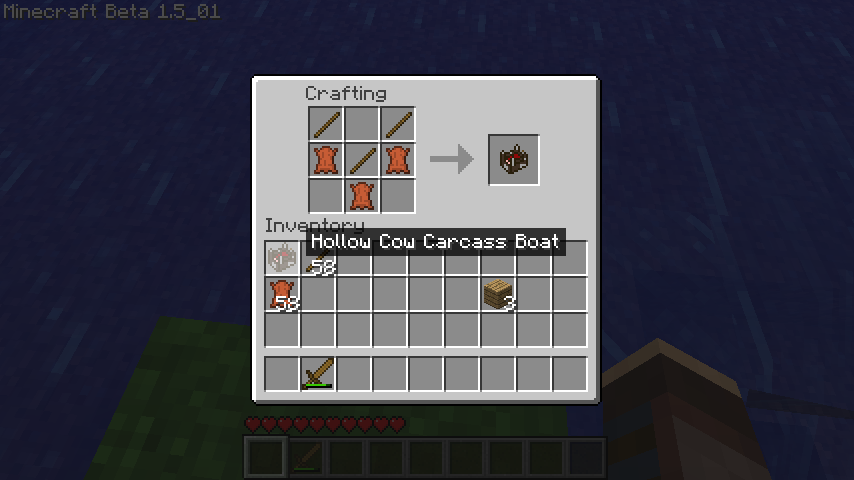 Minecraft Beta 1.5_01
Crafting
Inventory
Hollow Cow Carcass Boat
58
58
3